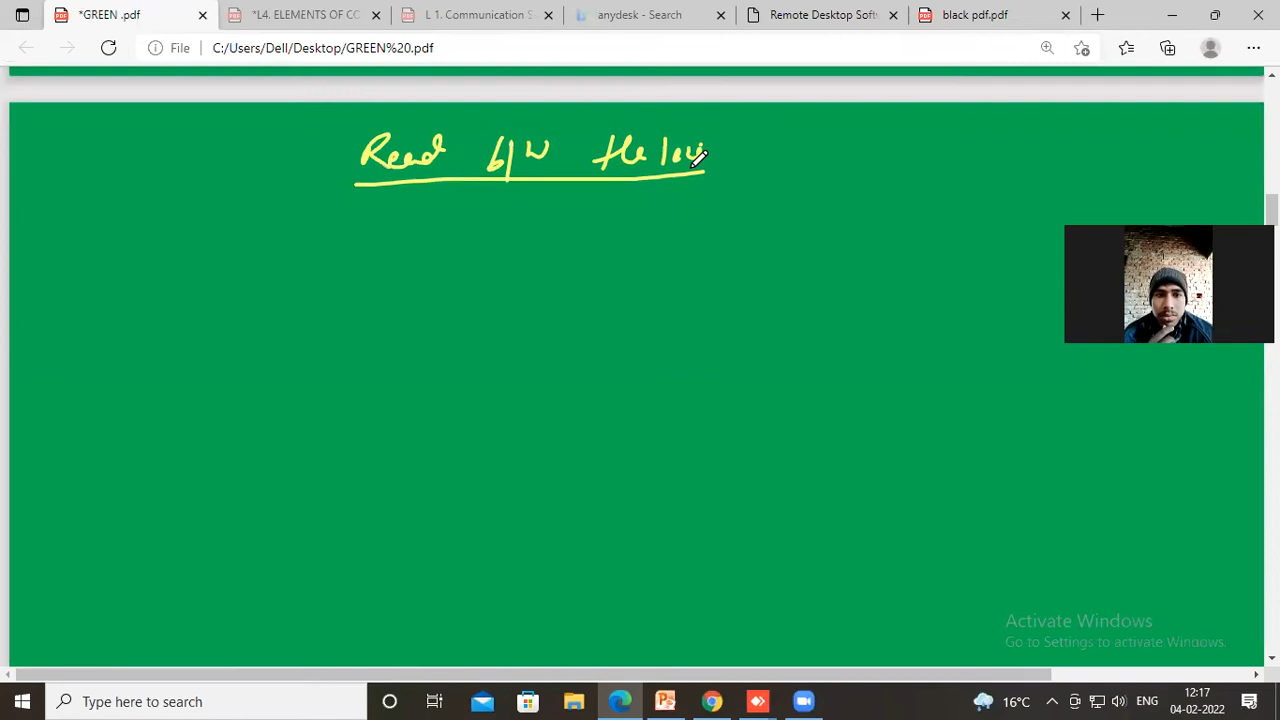 *GREEN .pdf
*L4. ELEMENTS OF CC
L 1. Communication S
anydesk - Search
Remote Desktop Softw
black pdf.pdf
File C:/Users/Dell/Desktop/GREEN%20.pdf
Read b/w the
Activate Windows
Go to Settings to activate Windows.
Type here to search
16°C
ENG
12:17
04-02-2022